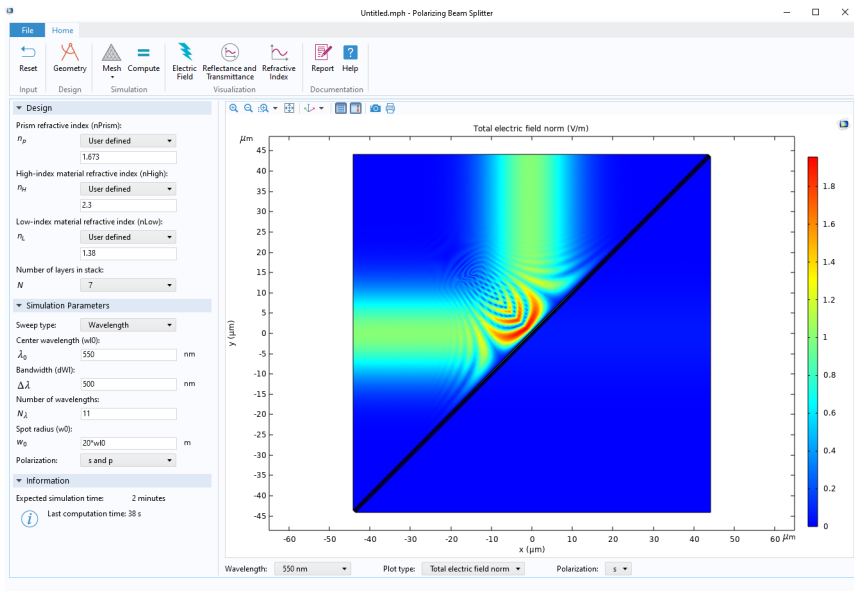 Untitled.mph - Polarizing Beam Splitter
File Home
Reset Geometry Mesh Compute Electric Field Reflectance and Transmittance Refractive Index Report Help
Input Design Simulation Visualization Documentation
Design
Prism refractive index (nPrism):
np User defined
1.673
High-index material refractive index (nHigh):
nH User defined
2.3
Low-index material refractive index (nLow):
nL User defined
1.38
Number of layers in stack:
N 7
Simulation Parameters
Sweep type: Wavelength
Center wavelength (wl0):
λ0 550 nm
Bandwidth (dWl):
Δλ 500 nm
Number of wavelengths:
Nλ 11
Spot radius (w0):
w0 20*wl0 m
Polarization: s and p
Information
Expected simulation time: 2 minutes
i Last computation time: 38 s
Total electric field norm (V/m)
μm
45
40
35
30
25
20
15
10
5
0
-5
-10
-15
-20
-25
-30
-35
-40
-45
y (μm)
-60 -50 -40 -30 -20 -10 0 10 20 30 40 50 60 μm
x (μm)
1.8
1.6
1.4
1.2
1
0.8
0.6
0.4
0.2
0
Wavelength: 550 nm Plot type: Total electric field norm Polarization: s